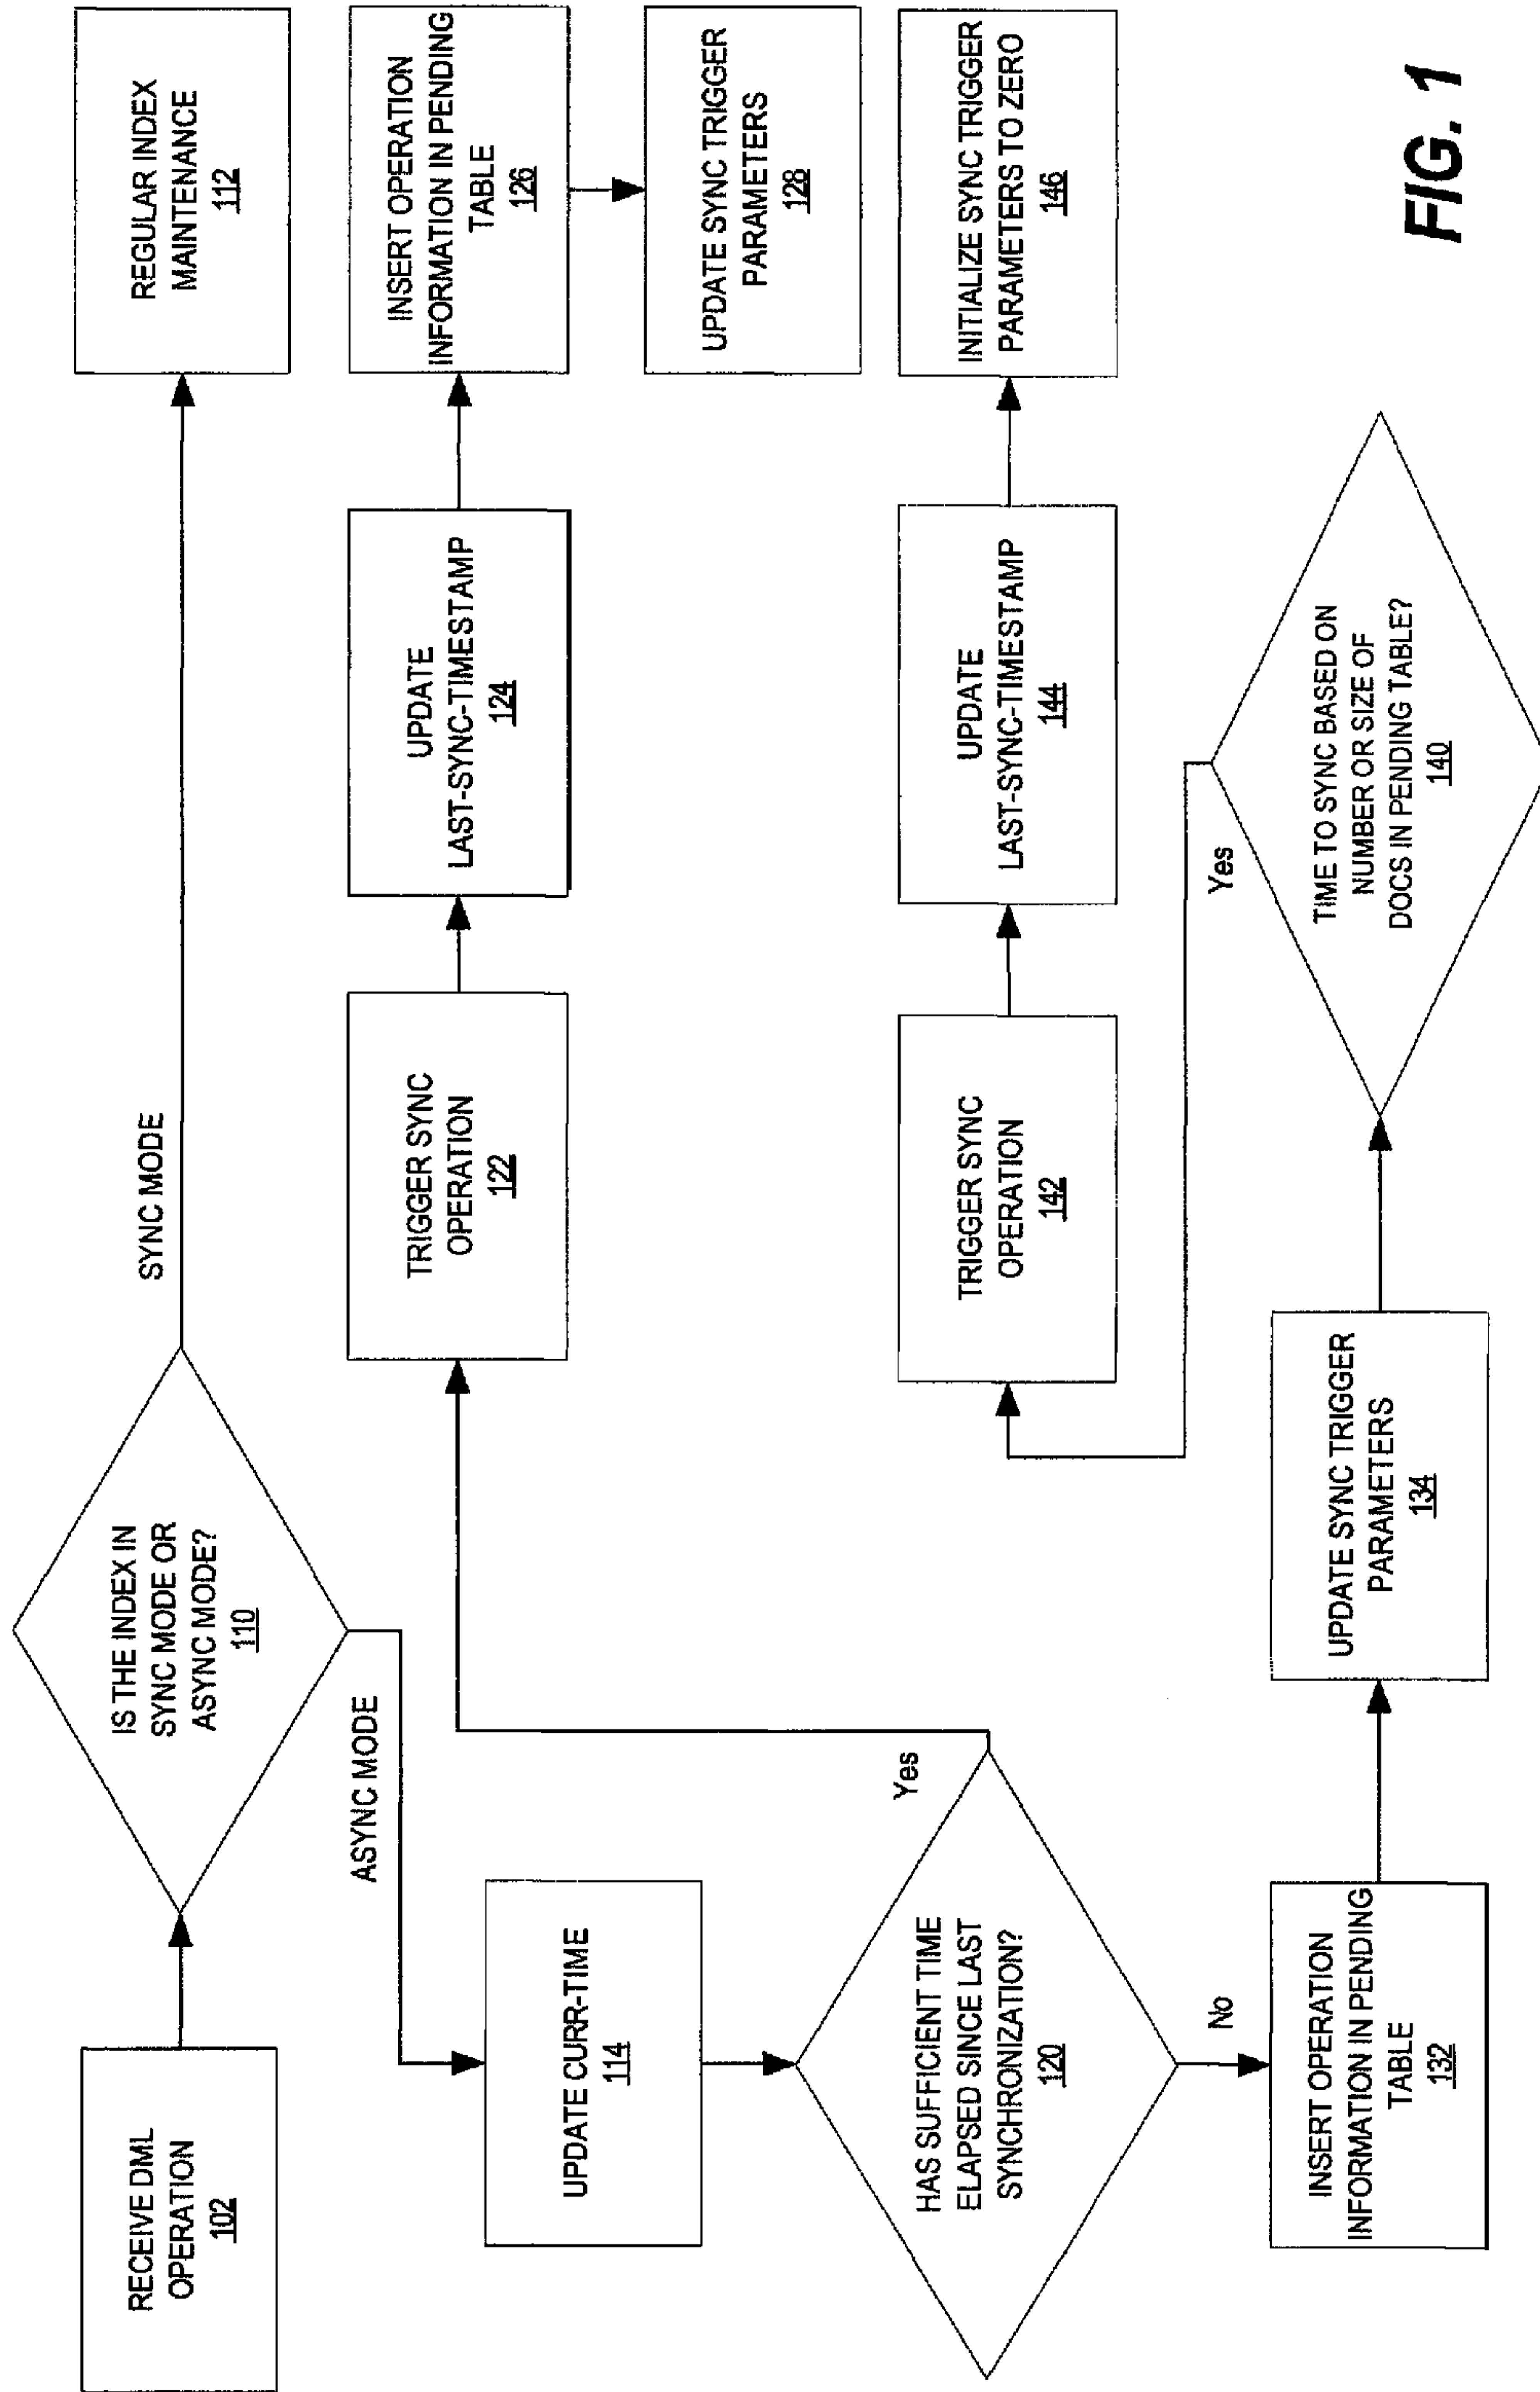 RECEIVE DML
OPERATION
102
IS THE INDEX IN
SYNC MODE OR
ASYNC MODE?
110
SYNC MODE
REGULAR INDEX
MAINTENANCE
112
ASYNC MODE
UPDATE CURR-TIME
114
HAS SUFFICIENT TIME
ELAPSED SINCE LAST
SYNCHRONIZATION?
120
Yes
TRIGGER SYNC
OPERATION
122
UPDATE
LAST-SYNC-TIMESTAMP
124
INSERT OPERATION
INFORMATION IN PENDING
TABLE
126
UPDATE SYNC TRIGGER
PARAMETERS
128
No
INSERT OPERATION
INFORMATION IN PENDING
TABLE
132
UPDATE SYNC TRIGGER
PARAMETERS
134
TIME TO SYNC BASED ON
NUMBER OR SIZE OF
DOCS IN PENDING TABLE?
140
Yes
TRIGGER SYNC
OPERATION
142
UPDATE
LAST-SYNC-TIMESTAMP
144
INITIALIZE SYNC TRIGGER
PARAMETERS TO ZERO
146
FIG. 1